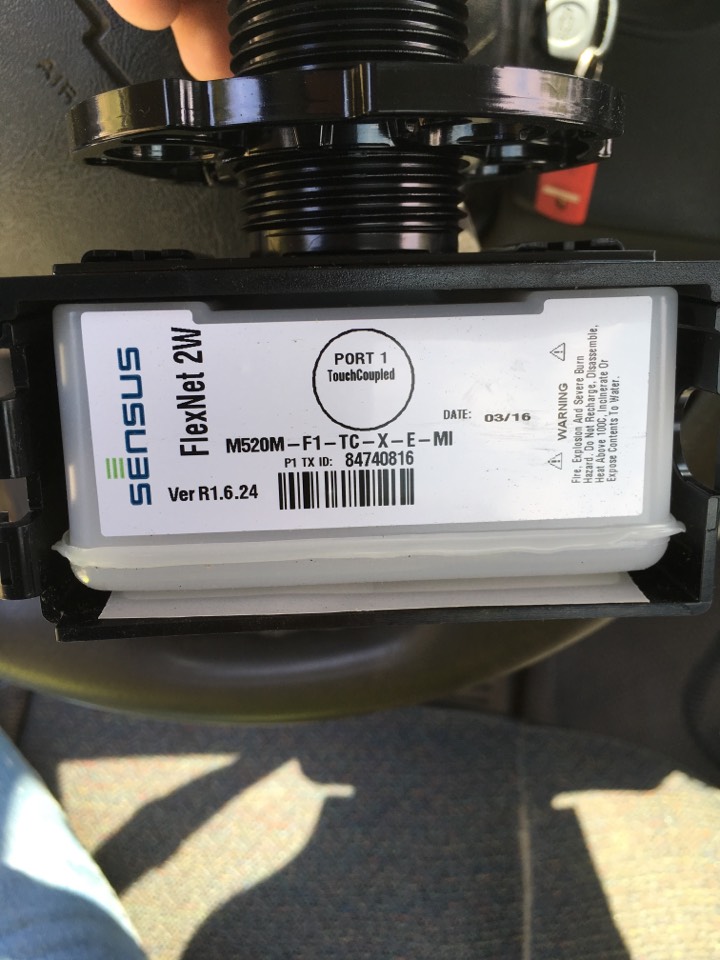 AIR
SENSUS
FlexNet 2W
PORT 1
TouchCoupled
DATE: 03/16
M520M-F1-TC-X-E-MI
P1 TX ID: 84740816
Ver R1.6.24
WARNING
Fire, Explosion And Severe Burn
Hazard. Do Not Recharge, Disassemble,
Heat Above 100C, Incinerate Or
Expose Contents To Water.